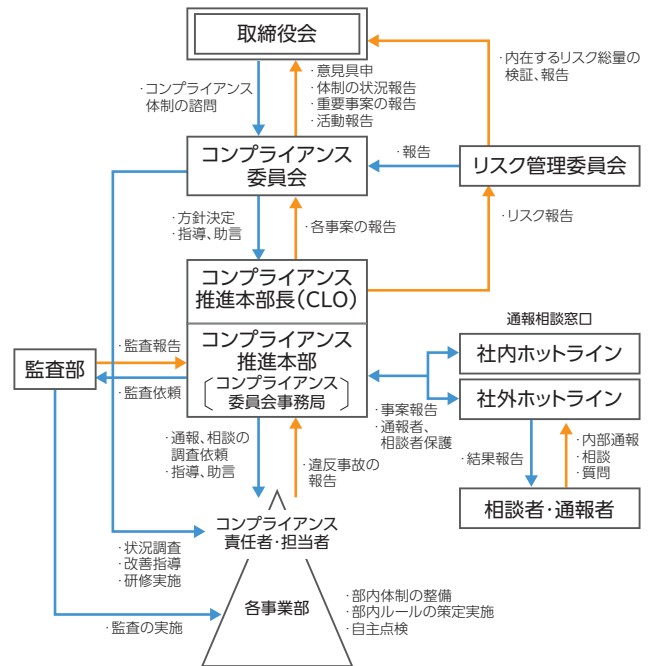 取締役会
・コンプライアンス
体制の諮問
・意見具申
・体制の状況報告
・重要事案の報告
・活動報告
・内在するリスク総量の
検証、報告
コンプライアンス
委員会
・報告
リスク管理委員会
・方針決定
・指導、助言
・各事案の報告
・リスク報告
コンプライアンス
推進本部長(CLO)
コンプライアンス
推進本部
コンプライアンス
委員会事務局
監査部
・監査報告
・監査依頼
通報相談窓口
社内ホットライン
社外ホットライン
・事案報告
・通報者、
相談者保護
・結果報告
・内部通報
・相談
・質問
相談者・通報者
・通報、相談の
調査依頼
・指導、助言
・違反事故の
報告
コンプライアンス
責任者・担当者
・状況調査
・改善指導
・研修実施
各事業部
・部内体制の整備
・部内ルールの策定実施
・自主点検
・監査の実施